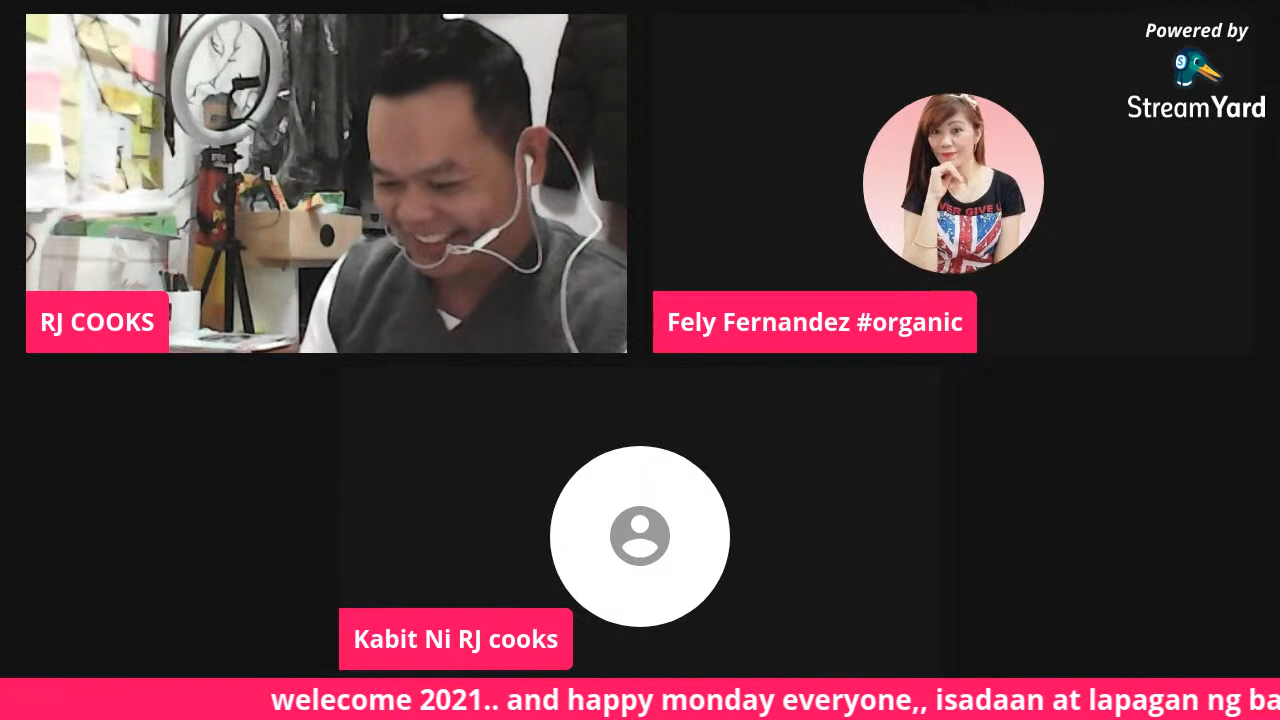 Powered by
StreamYard
RJ COOKS
Fely Fernandez #organic
Kabit Ni RJ cooks
welecome 2021.. and happy monday everyone,, isadaan at lapagan ng ba